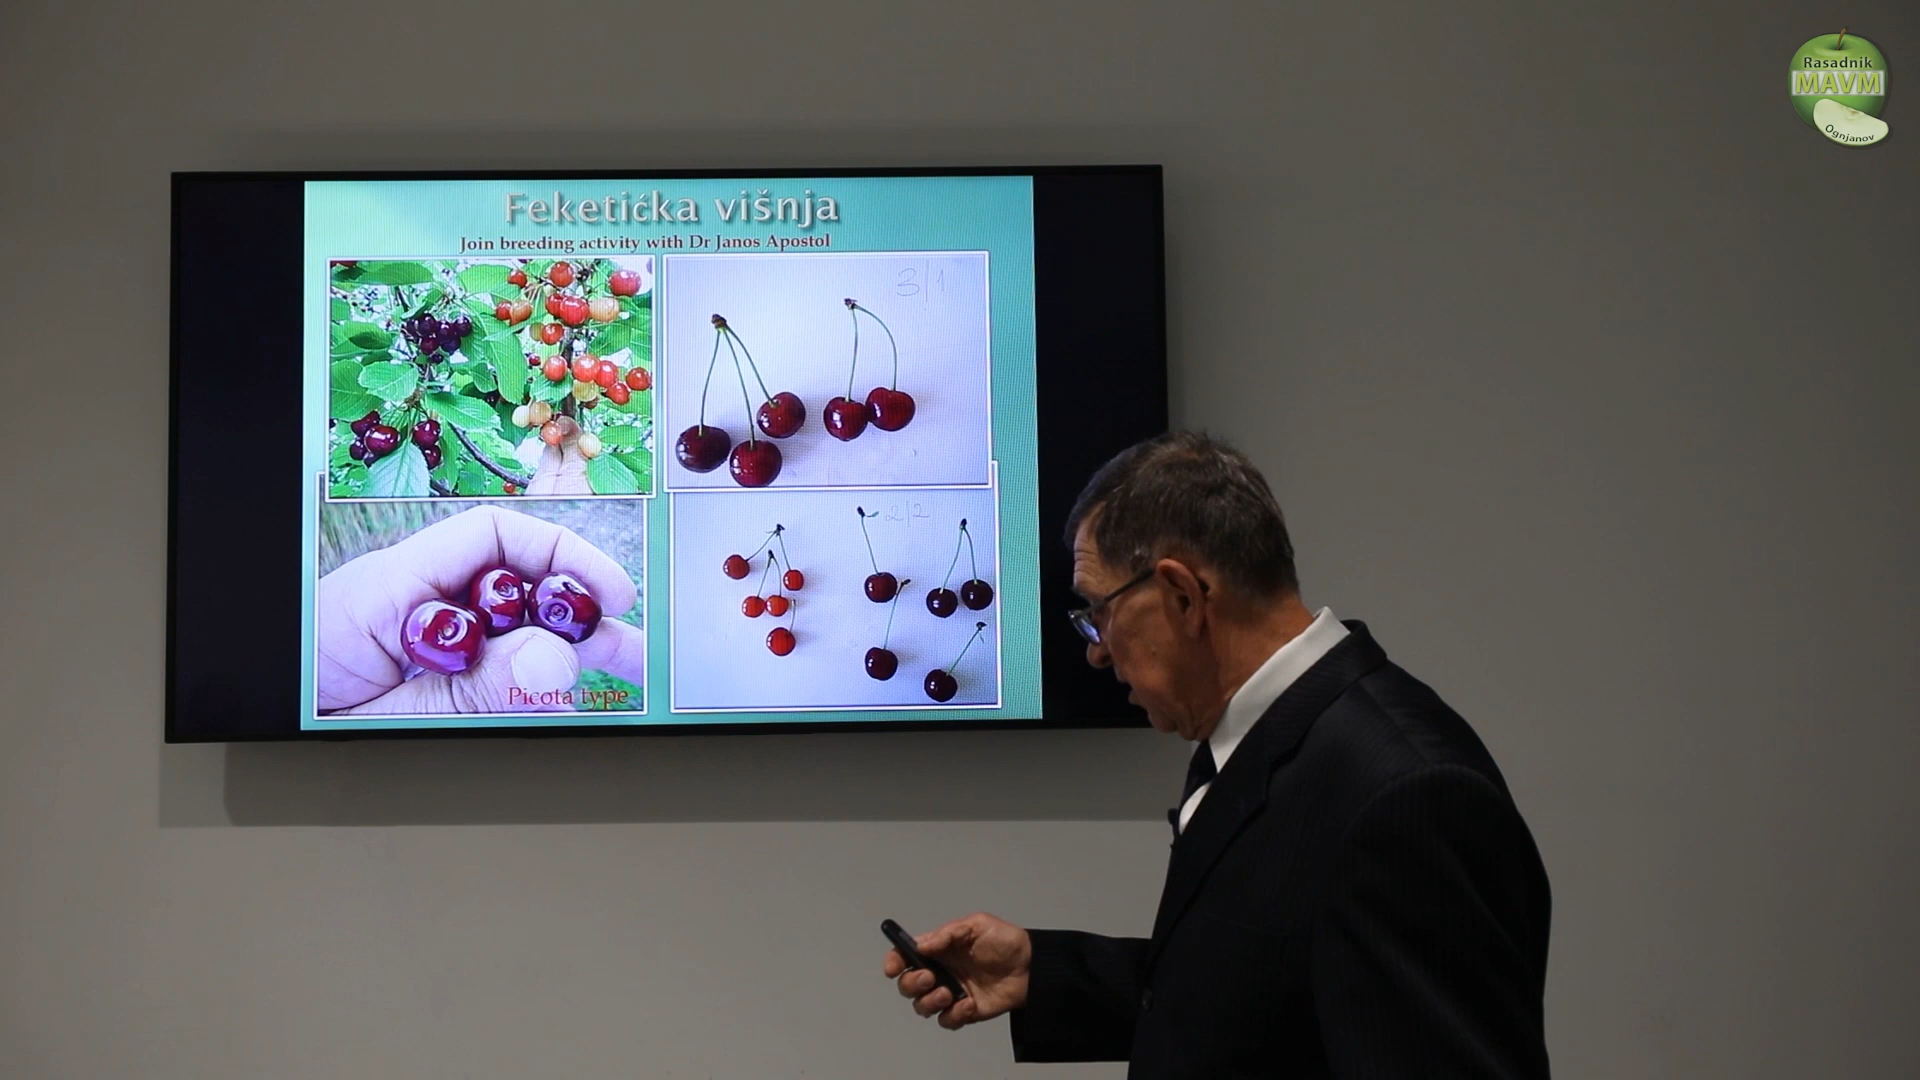 Rasadnik
MAVM
Ognjanov
Feketićka višnja
Join breeding activity with Dr Janos Apostol
3/1
2/2
Picota type